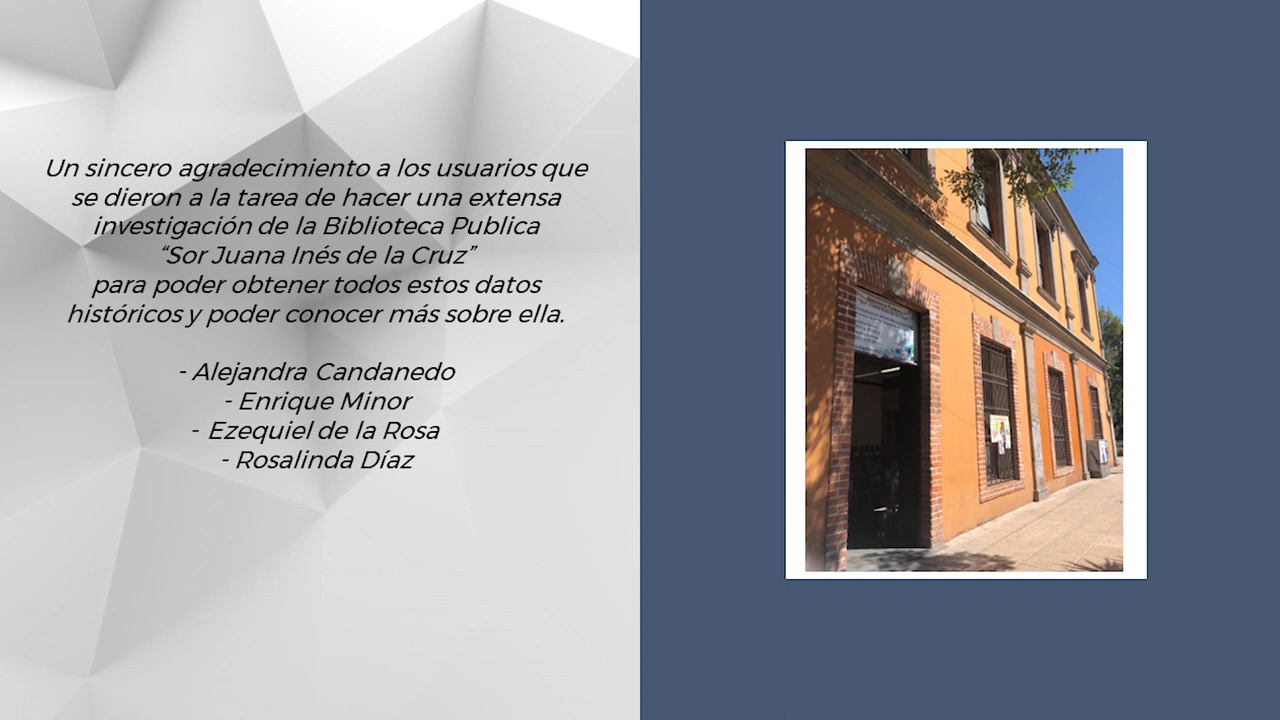 Un sincero agradecimiento a los usuarios que
se dieron a la tarea de hacer una extensa
investigación de la Biblioteca Publica
“Sor Juana Inés de la Cruz”
para poder obtener todos estos datos
históricos y poder conocer más sobre ella.
- Alejandra Candanedo
- Enrique Minor
- Ezequiel de la Rosa
- Rosalinda Díaz